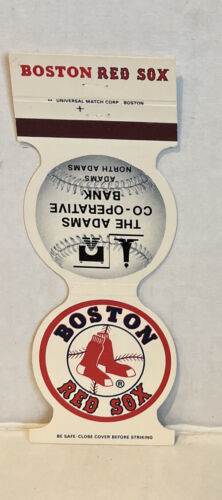 BOSTON RED SOX
UNIVERSAL MATCH CORP., BOSTON
THE ADAMS
CO-OPERATIVE
BANK
ADAMS
NORTH ADAMS
BOSTON
RED SOX
®
BE SAFE-CLOSE COVER BEFORE STRIKING